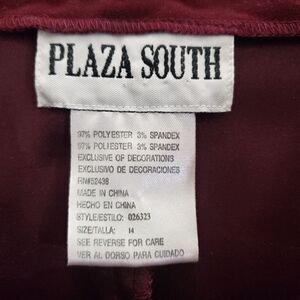 PLAZA SOUTH
97% POLYESTER 3% SPANDEX
97% POLIESTER 3% SPANDEX
EXCLUSIVE OF DECORATIONS
EXCLUSIVO DE DECORACIONES
RN#52438
MADE IN CHINA
HECHO EN CHINA
STYLE/ESTILO: 026323
SIZE/TALLA: 14
SEE REVERSE FOR CARE
VER AL DORSO PARA CUIDADO